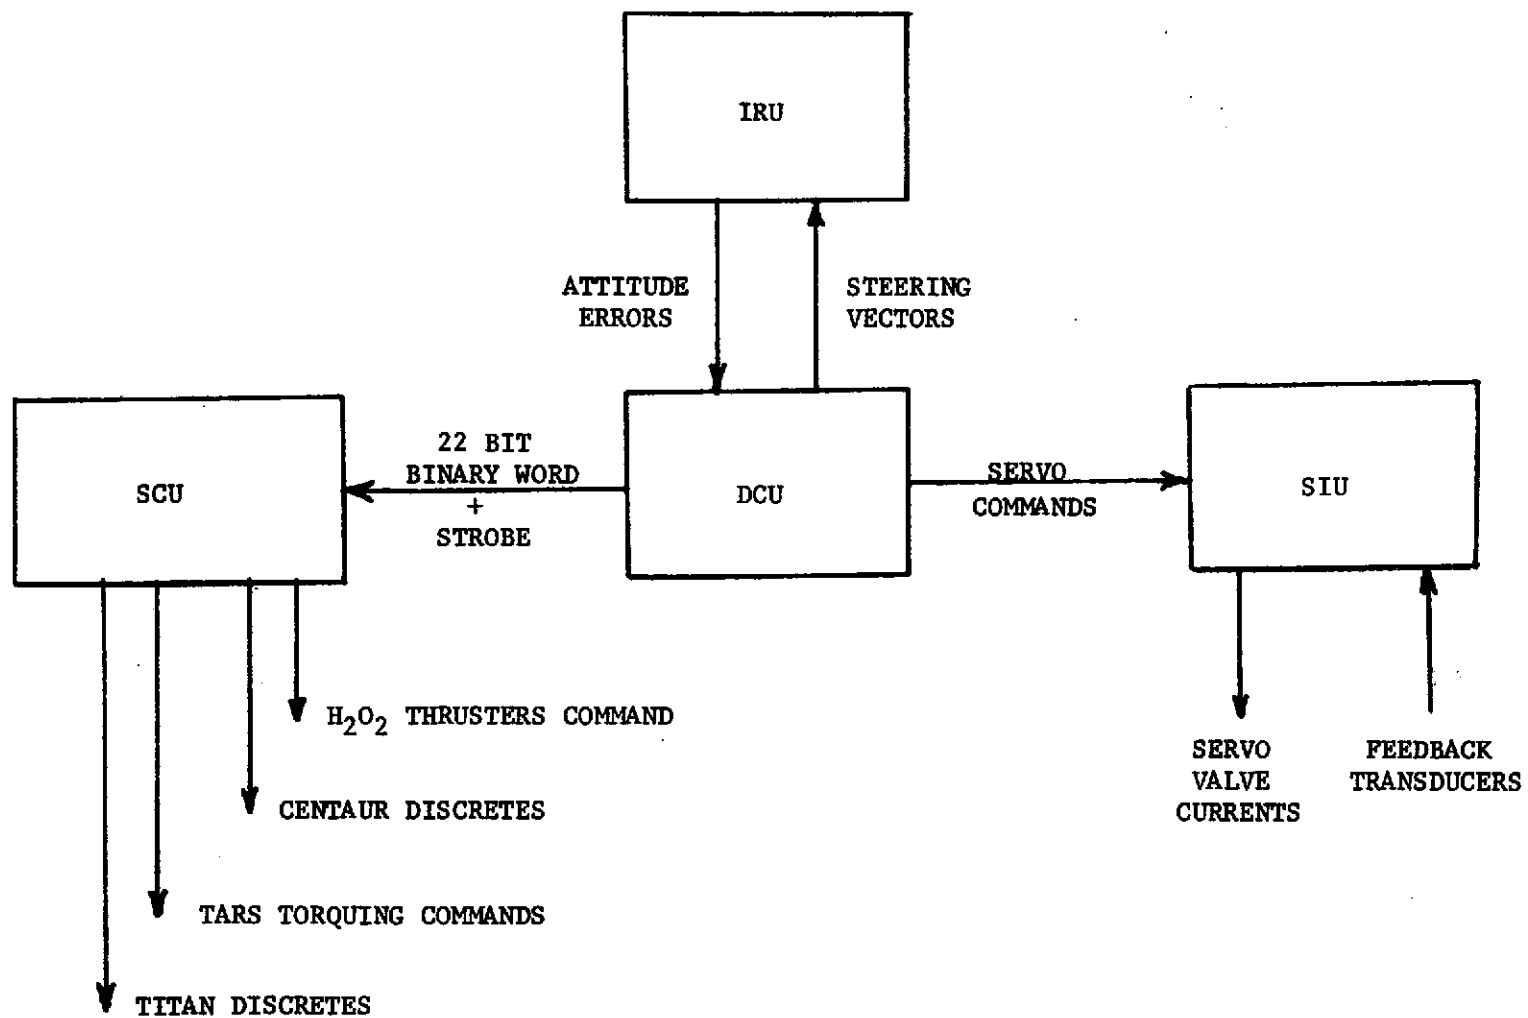 IRU
ATTITUDE
ERRORS
STEERING
VECTORS
SCU
22 BIT
BINARY WORD
+
STROBE
DCU
SERVO
COMMANDS
SIU
H₂O₂ THRUSTERS COMMAND
CENTAUR DISCRETES
TARS TORQUING COMMANDS
TITAN DISCRETES
SERVO
VALVE
CURRENTS
FEEDBACK
TRANSDUCERS